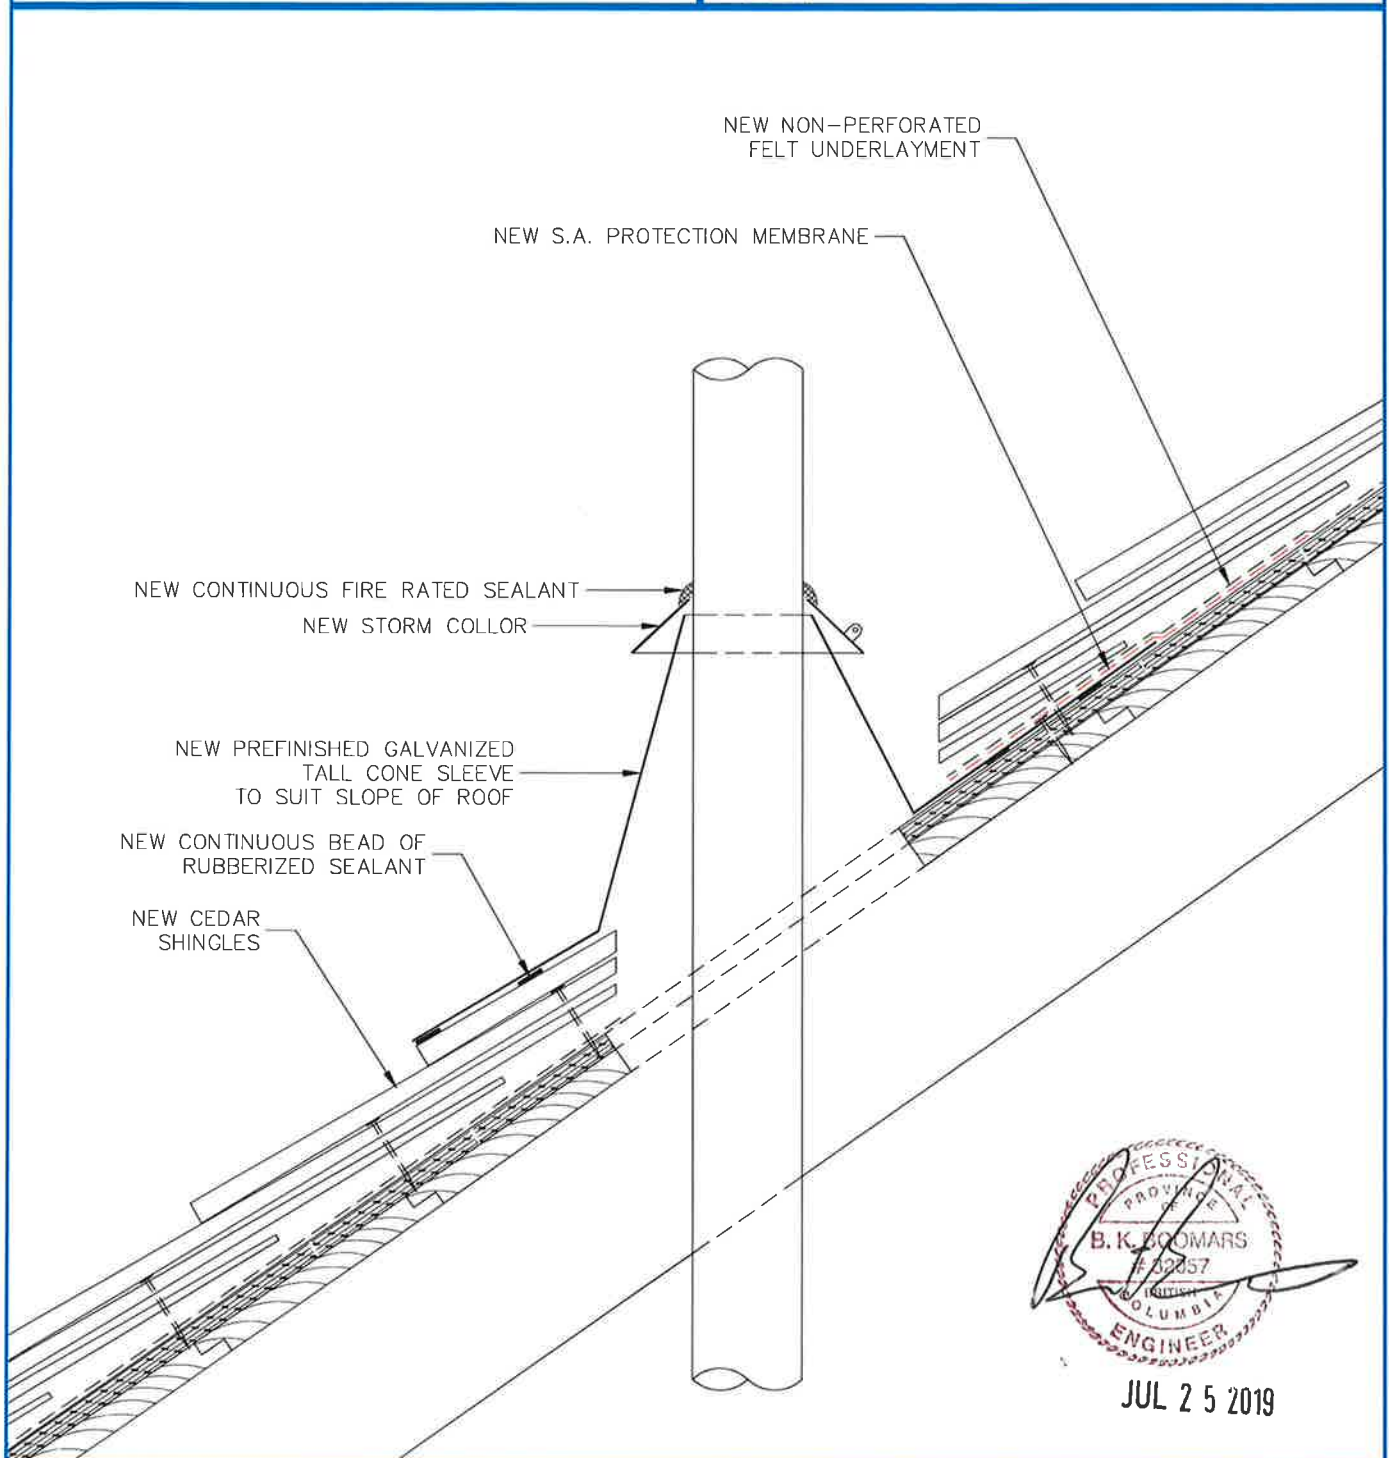 NEW NON-PERFORATED
FELT UNDERLAYMENT
NEW S.A. PROTECTION MEMBRANE
NEW CONTINUOUS FIRE RATED SEALANT
NEW STORM COLLOR
NEW PREFINISHED GALVANIZED
TALL CONE SLEEVE
TO SUIT SLOPE OF ROOF
NEW CONTINUOUS BEAD OF
RUBBERIZED SEALANT
NEW CEDAR
SHINGLES
PROFESSIONAL
PROVINCE
OF
B. K. BOOMARS
BRITISH
COLUMBIA
ENGINEER
JUL 25 2019